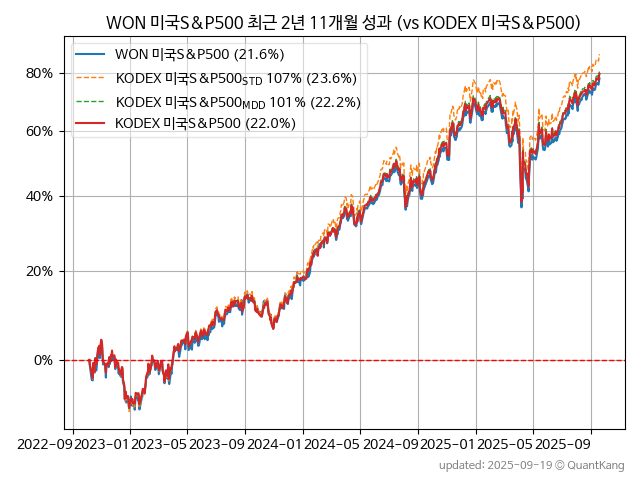 WON 미국S&P500 최근 2년 11개월 성과 (vs KODEX 미국S&P500)
WON 미국S&P500 (21.6%)
KODEX 미국S&P500STD 107% (23.6%)
KODEX 미국S&P500MDD 101% (22.2%)
KODEX 미국S&P500 (22.0%)
80%
60%
40%
20%
0%
2022-09 2023-01 2023-05 2023-09 2024-01 2024-05 2024-09 2025-01 2025-05 2025-09
updated: 2025-09-19 © QuantKang